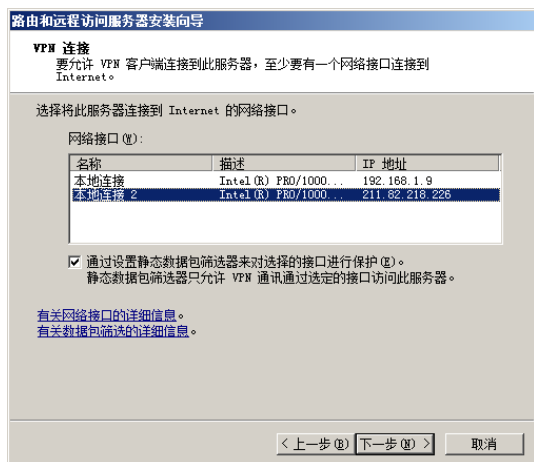 路由和远程访问服务器安装向导
VPN 连接
要允许 VPN 客户端连接到此服务器，至少要有一个网络接口连接到
Internet。
选择将此服务器连接到 Internet 的网络接口。
网络接口(W):
名称 描述 IP 地址
本地连接 Intel(R) PRO/1000... 192.168.1.9
本地连接 2 Intel(R) PRO/1000... 211.82.218.226
通过设置静态数据包筛选器来对选择的接口进行保护(E)。
静态数据包筛选器只允许 VPN 通讯通过选定的接口访问此服务器。
有关网络接口的详细信息。
有关数据包筛选的详细信息。
< 上一步(B) 下一步(N) > 取消